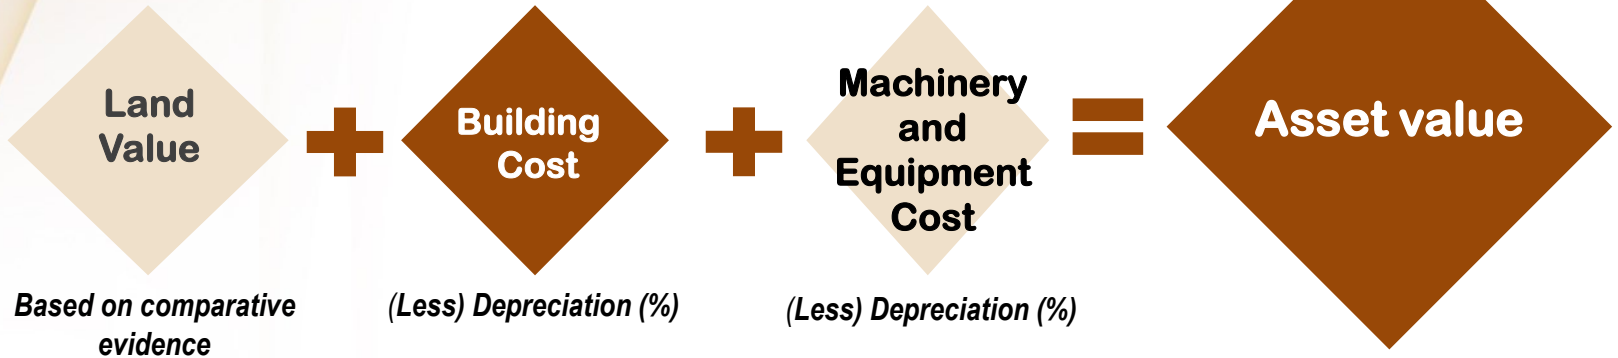 Land
Value
Building
Cost
Machinery
and
Equipment
Cost
Asset value
Based on comparative
evidence
(Less) Depreciation (%)
(Less) Depreciation (%)